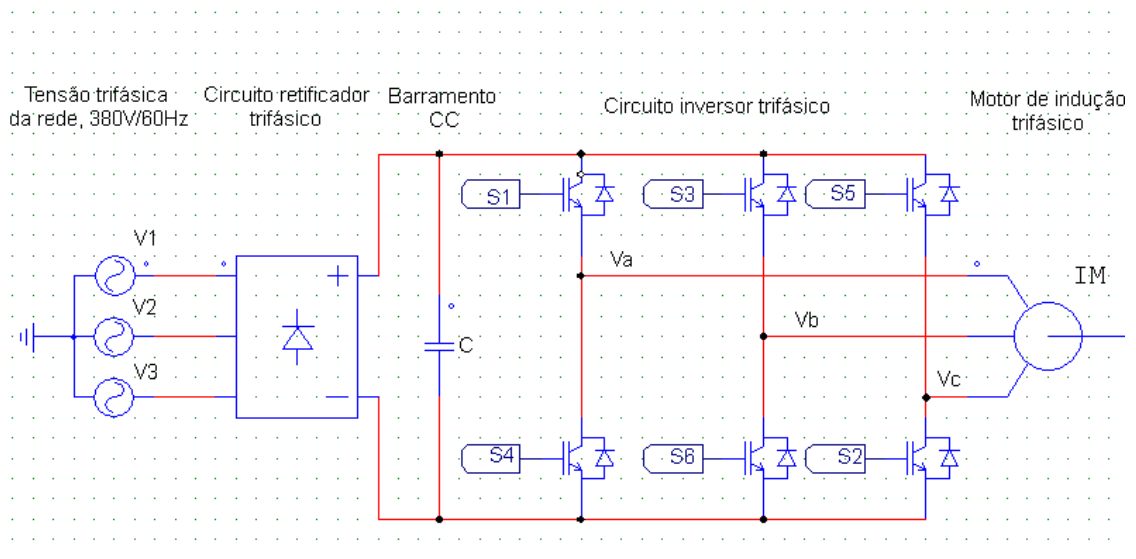 Tensão trifásica
da rede, 380V/60Hz
Circuito retificador
trifásico
Barramento
CC
Circuito inversor trifásico
Motor de indução
trifásico
S1
S3
S5
V1
Va
IM
V2
Vb
C
V3
Vc
S4
S6
S2